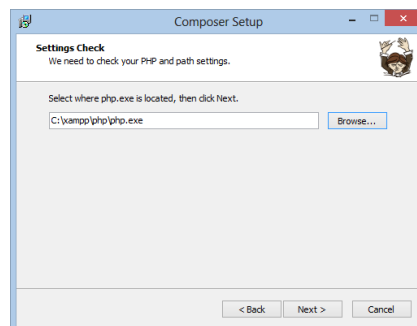 Composer Setup
Settings Check
We need to check your PHP and path settings.
Select where php.exe is located, then click Next.
C:\xampp\php\php.exe
Browse...
< Back
Next >
Cancel